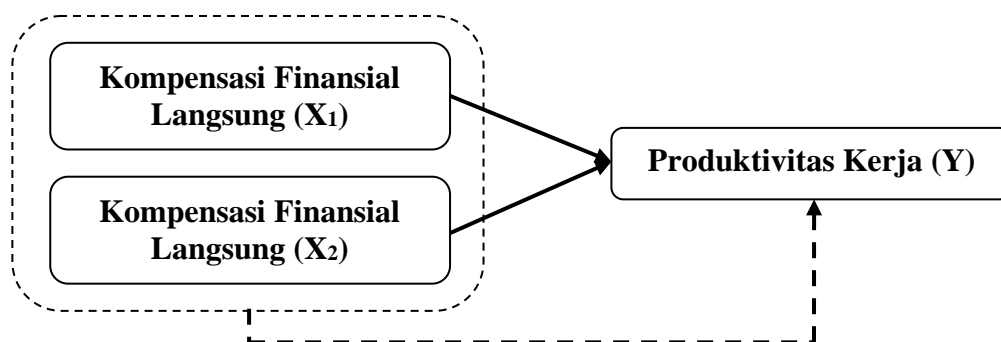 Kompensasi Finansial
Langsung (X₁)
Produktivitas Kerja (Y)
Kompensasi Finansial
Langsung (X₂)